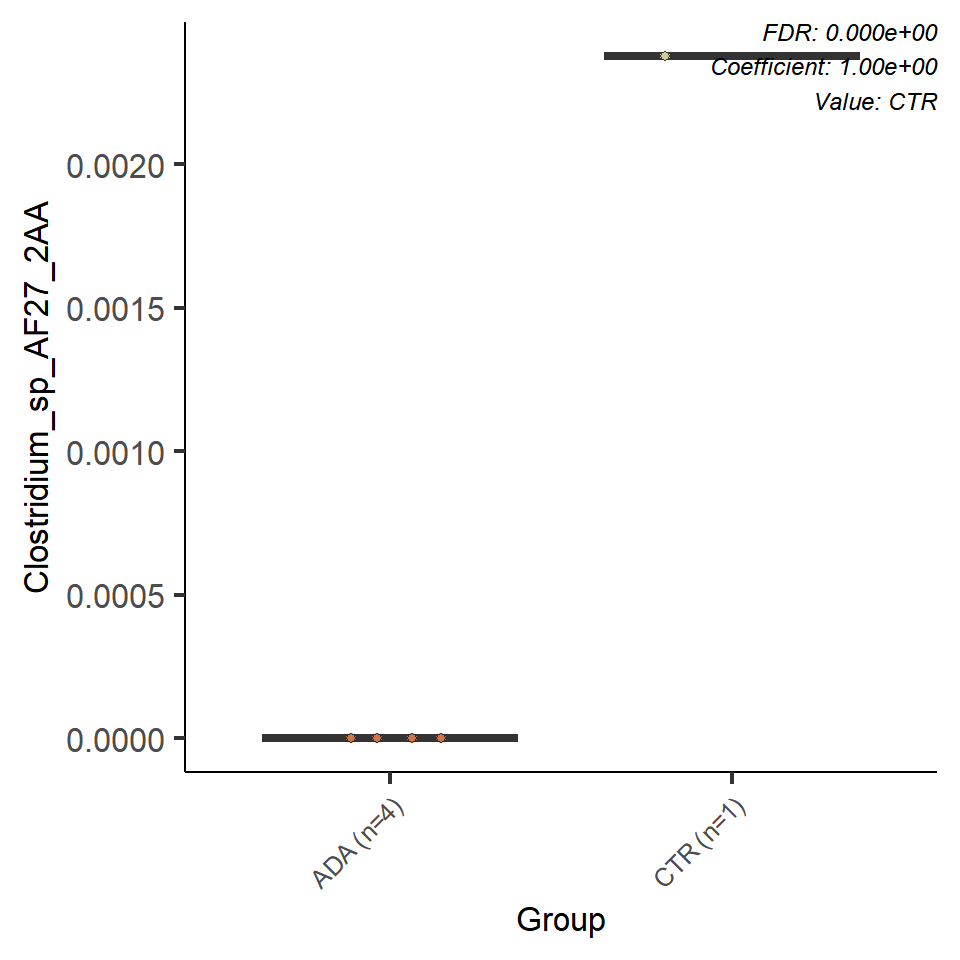 FDR: 0.000e+00
Coefficient: 1.00e+00
Value: CTR
Clostridium_sp_AF27_2AA
0.0020
0.0015
0.0010
0.0005
0.0000
ADA (n=4)
CTR (n=1)
Group